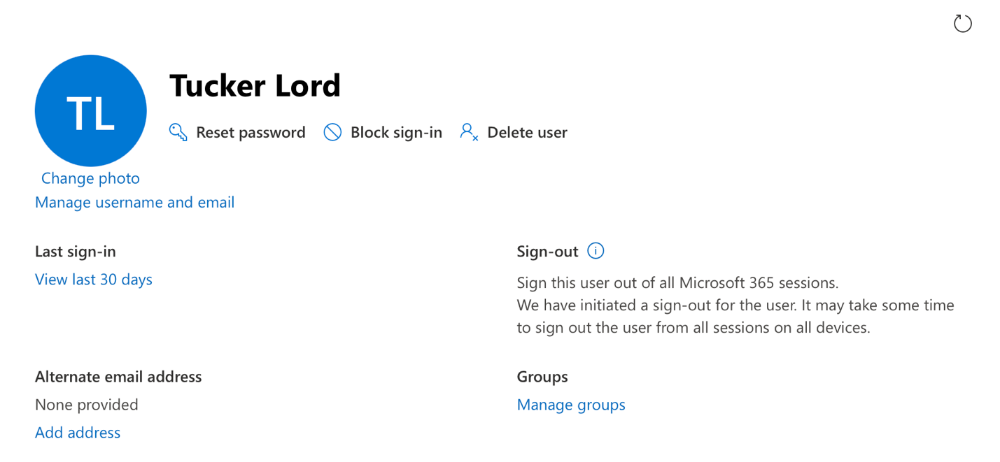 TL
Tucker Lord
Reset password Block sign-in Delete user
Change photo
Manage username and email
Last sign-in
View last 30 days
Sign-out
Sign this user out of all Microsoft 365 sessions.
We have initiated a sign-out for the user. It may take some time
to sign out the user from all sessions on all devices.
Alternate email address
None provided
Add address
Groups
Manage groups